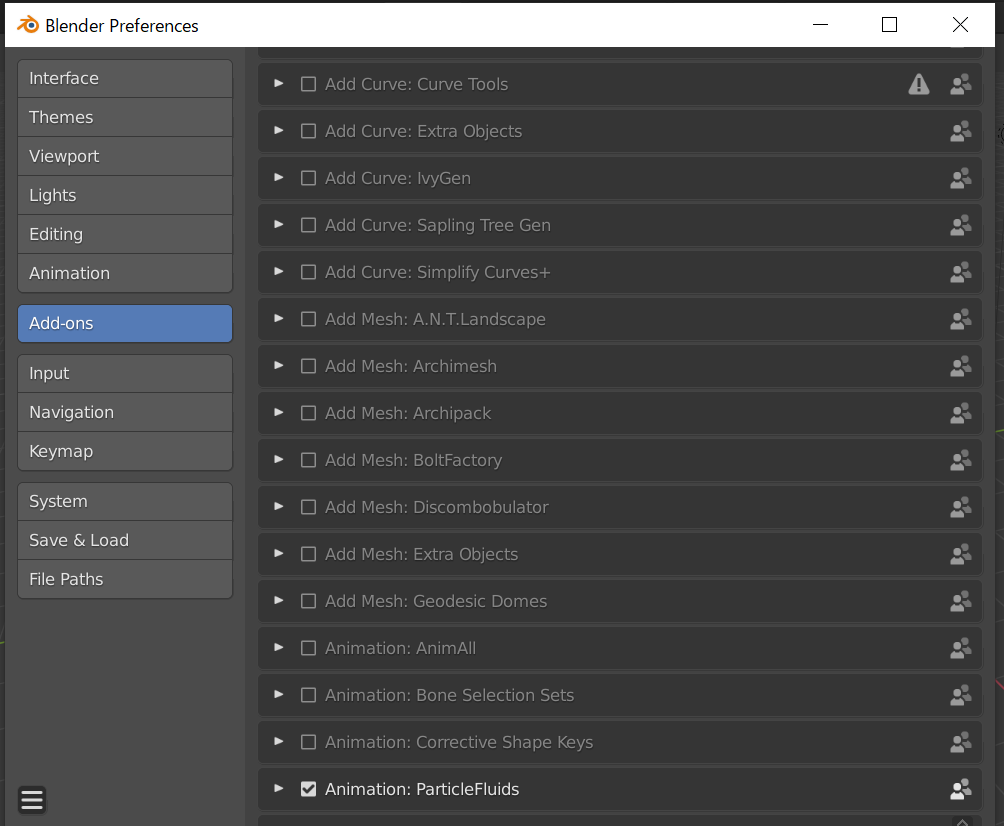 Blender Preferences
Interface
Themes
Viewport
Lights
Editing
Animation
Add-ons
Input
Navigation
Keymap
System
Save & Load
File Paths
Add Curve: Curve Tools
Add Curve: Extra Objects
Add Curve: IvyGen
Add Curve: Sapling Tree Gen
Add Curve: Simplify Curves+
Add Mesh: A.N.T.Landscape
Add Mesh: Archimesh
Add Mesh: Archipack
Add Mesh: BoltFactory
Add Mesh: Discombobulator
Add Mesh: Extra Objects
Add Mesh: Geodesic Domes
Animation: AnimAll
Animation: Bone Selection Sets
Animation: Corrective Shape Keys
Animation: ParticleFluids